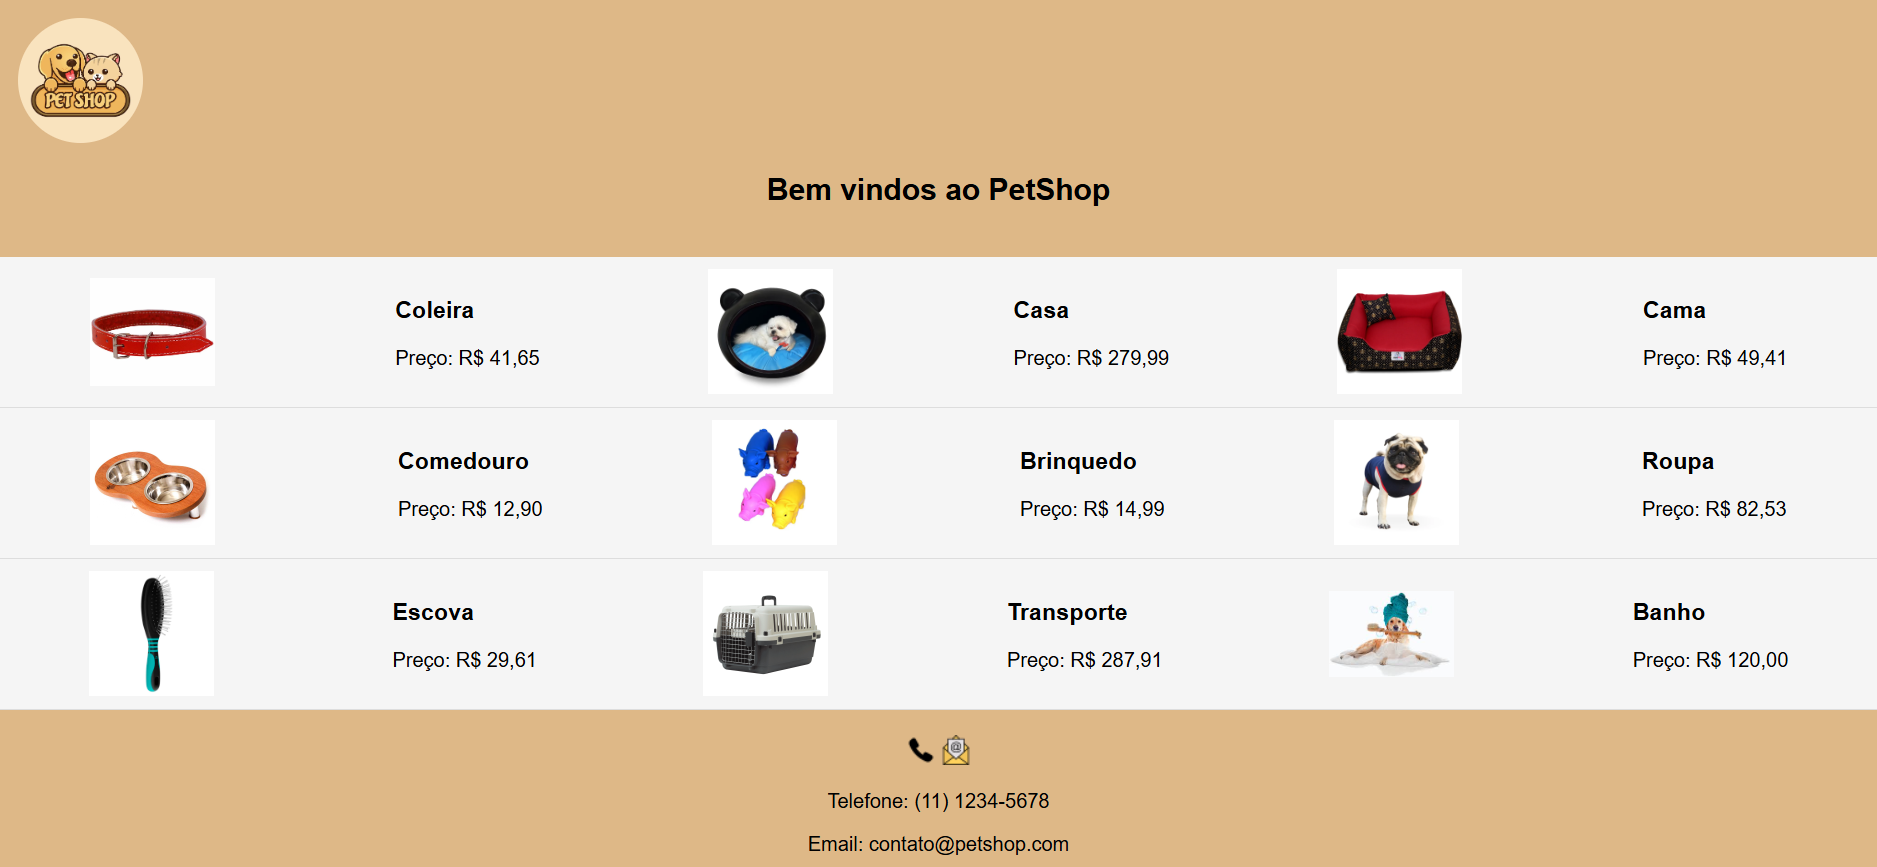 PET SHOP
Bem vindos ao PetShop
Coleira
Preço: R$ 41,65
Casa
Preço: R$ 279,99
Cama
Preço: R$ 49,41
Comedouro
Preço: R$ 12,90
Brinquedo
Preço: R$ 14,99
Roupa
Preço: R$ 82,53
Escova
Preço: R$ 29,61
Transporte
Preço: R$ 287,91
Banho
Preço: R$ 120,00
@
Telefone: (11) 1234-5678
Email: contato@petshop.com